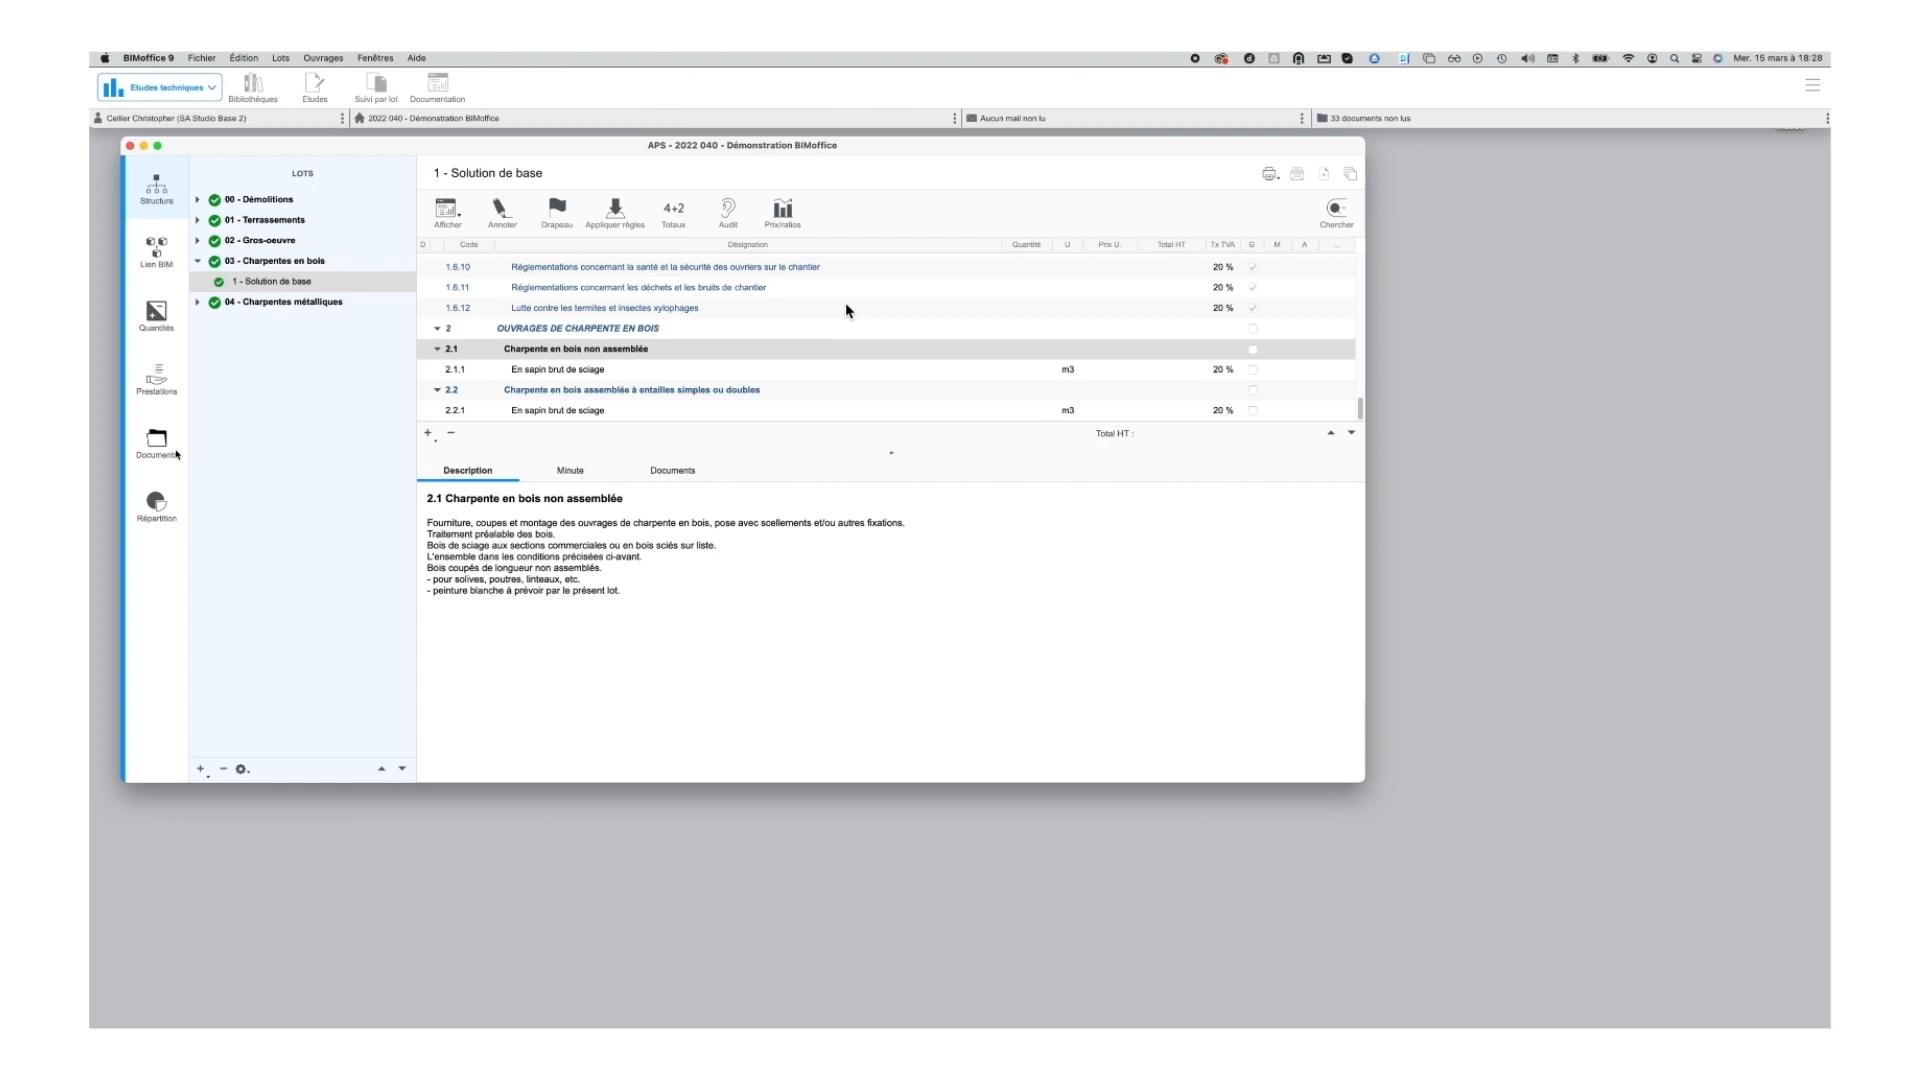 BIMoffice 9 Fichier Édition Lots Ouvrages Fenêtres Aide
Mer. 15 mars à 18:28
Etudes techniques
Bibliothèques Etudes Suivi par lot Documentation
Cellier Christopher (SA Studio Base 2)
2022 040 - Démonstration BIMoffice
Aucun mail non lu
33 documents non lus
APS - 2022 040 - Démonstration BIMoffice
Structure
Lien BIM
Quantités
Prestations
Documents
Répartition
LOTS
00 - Démolitions
01 - Terrassements
02 - Gros-oeuvre
03 - Charpentes en bois
1 - Solution de base
04 - Charpentes métalliques
1 - Solution de base
Afficher Annoter Drapeau Appliquer règles Totaux Audit Prix/ratios Chercher
4+2
D Code Désignation Quantité U Prix U. Total HT Tx TVA G M A ...
1.6.10 Réglementations concernant la santé et la sécurité des ouvriers sur le chantier 20 %
1.6.11 Réglementations concernant les déchets et les bruits de chantier 20 %
1.6.12 Lutte contre les termites et insectes xylophages 20 %
2 OUVRAGES DE CHARPENTE EN BOIS
2.1 Charpente en bois non assemblée
2.1.1 En sapin brut de sciage m3 20 %
2.2 Charpente en bois assemblée à entailles simples ou doubles
2.2.1 En sapin brut de sciage m3 20 %
Total HT :
Description Minute Documents
2.1 Charpente en bois non assemblée
Fourniture, coupes et montage des ouvrages de charpente en bois, pose avec scellements et/ou autres fixations.
Traitement préalable des bois.
Bois de sciage aux sections commerciales ou en bois sciés sur liste.
L'ensemble dans les conditions précisées ci-avant.
Bois coupés de longueur non assemblés.
- pour solives, poutres, linteaux, etc.
- peinture blanche à prévoir par le présent lot.